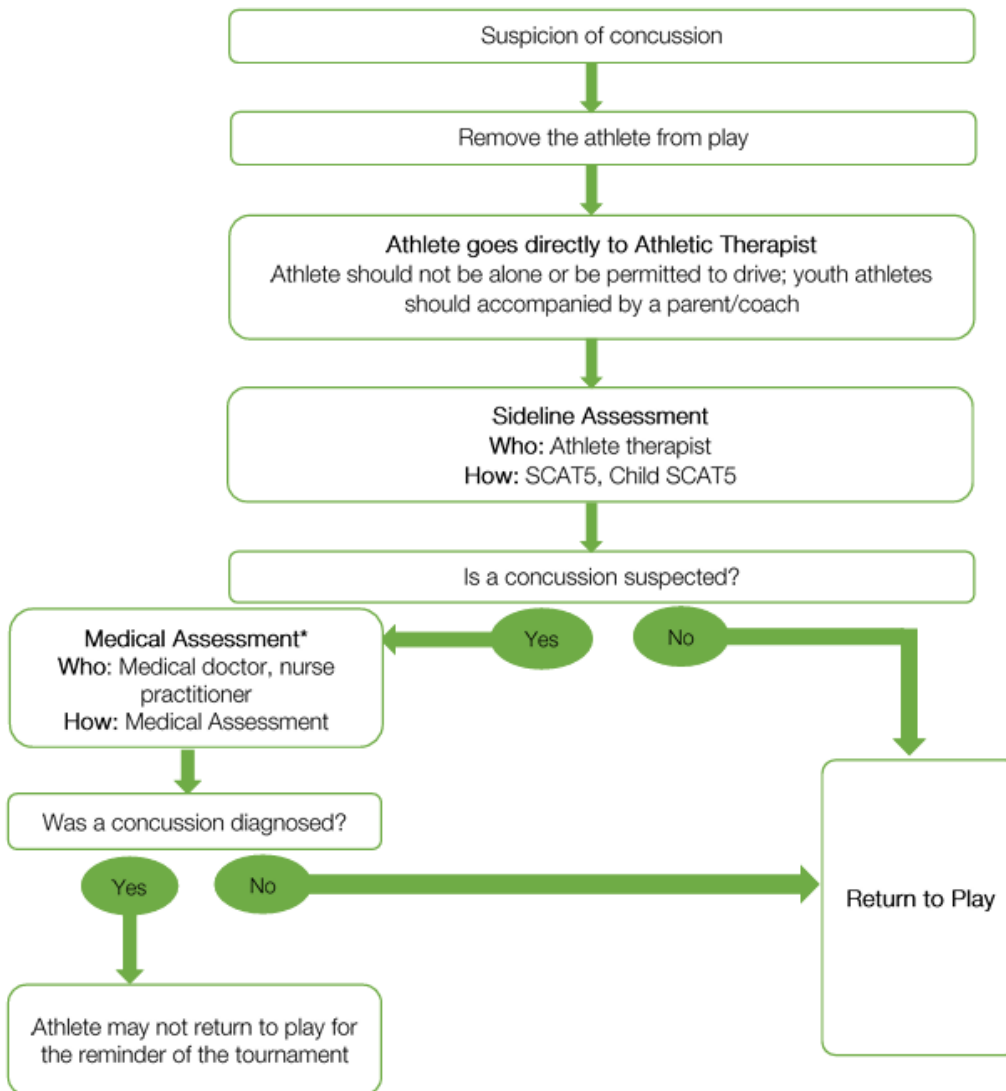 Suspicion of concussion
Remove the athlete from play
Athlete goes directly to Athletic Therapist
Athlete should not be alone or be permitted to drive; youth athletes
should accompanied by a parent/coach
Sideline Assessment
Who: Athlete therapist
How: SCAT5, Child SCAT5
Is a concussion suspected?
Yes
No
Medical Assessment*
Who: Medical doctor, nurse
practitioner
How: Medical Assessment
Was a concussion diagnosed?
Yes
No
Return to Play
Athlete may not return to play for
the reminder of the tournament